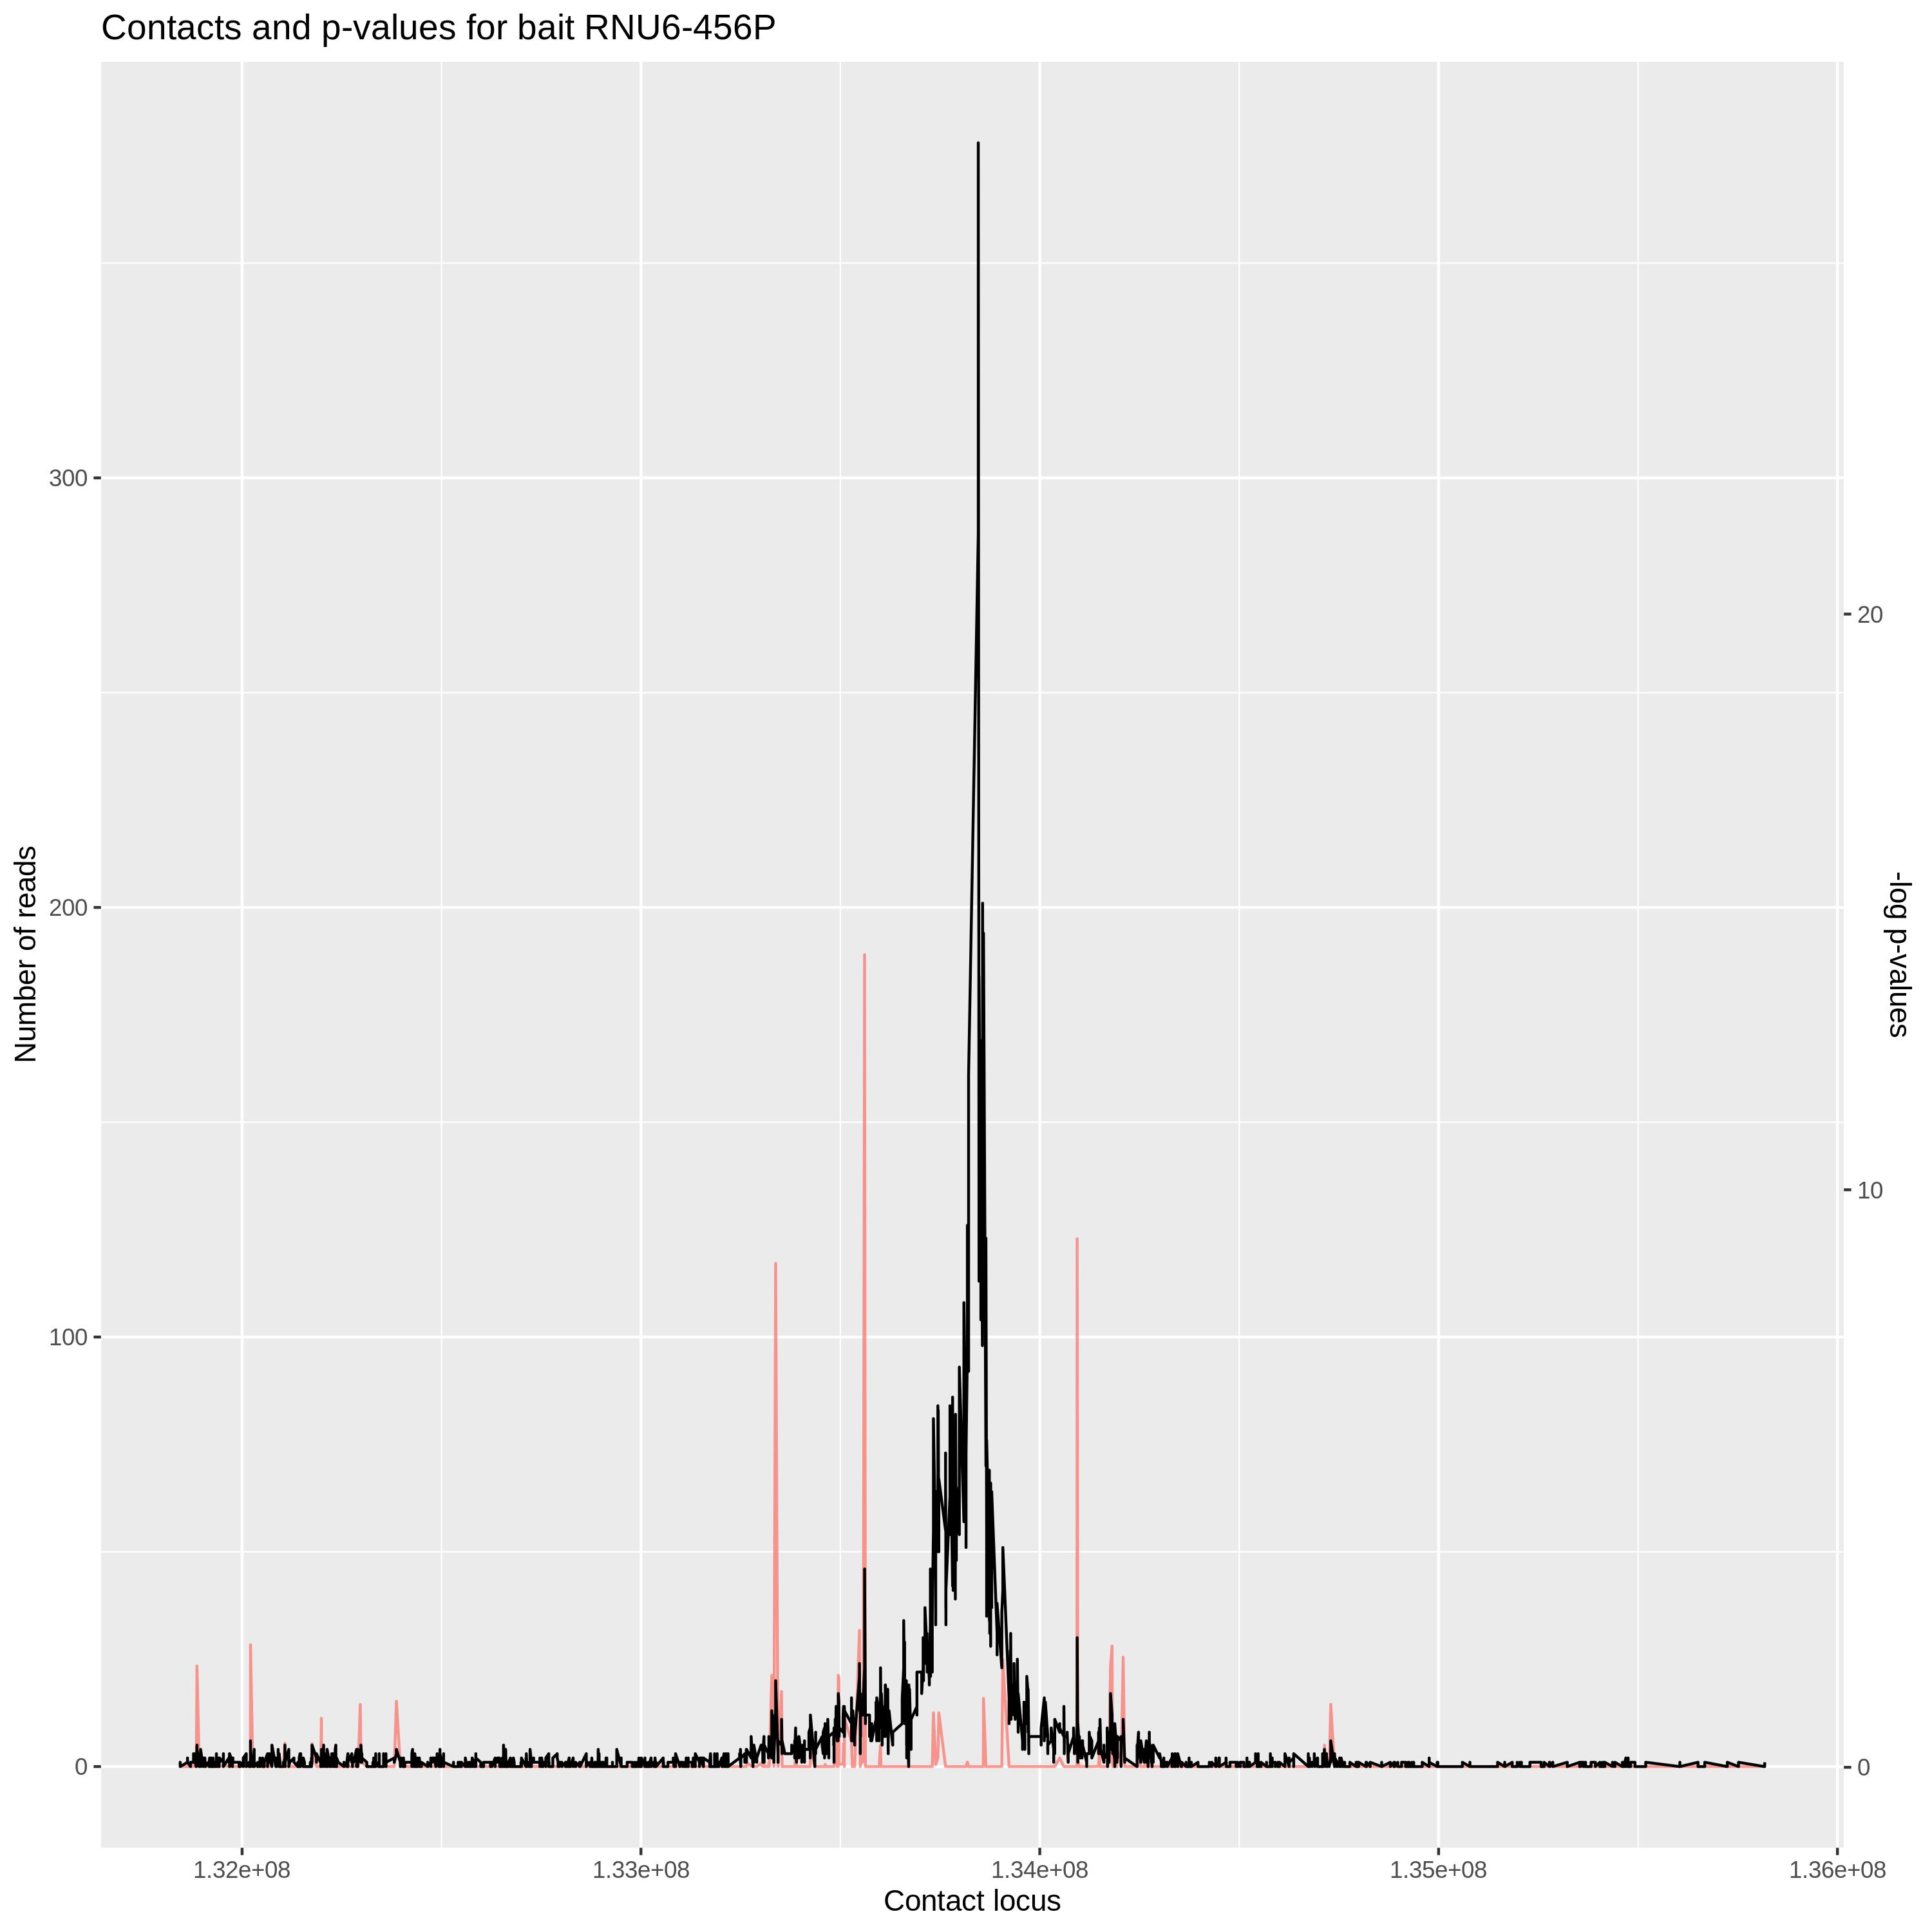 Contacts and p-values for bait RNU6-456P
300
200
100
0
Number of reads
20
10
0
-log p-values
1.32e+08
1.33e+08
1.34e+08
1.35e+08
1.36e+08
Contact locus